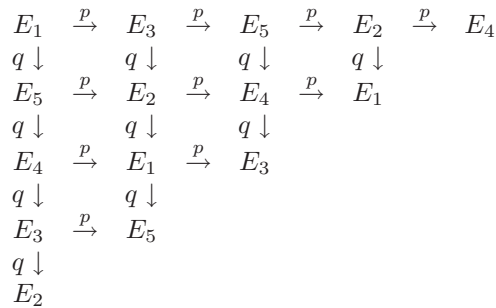 E₁ →ᵖ E₃ →ᵖ E₅ →ᵖ E₂ →ᵖ E₄
q ↓ q ↓ q ↓ q ↓
E₅ →ᵖ E₂ →ᵖ E₄ →ᵖ E₁
q ↓ q ↓ q ↓
E₄ →ᵖ E₁ →ᵖ E₃
q ↓ q ↓
E₃ →ᵖ E₅
q ↓
E₂